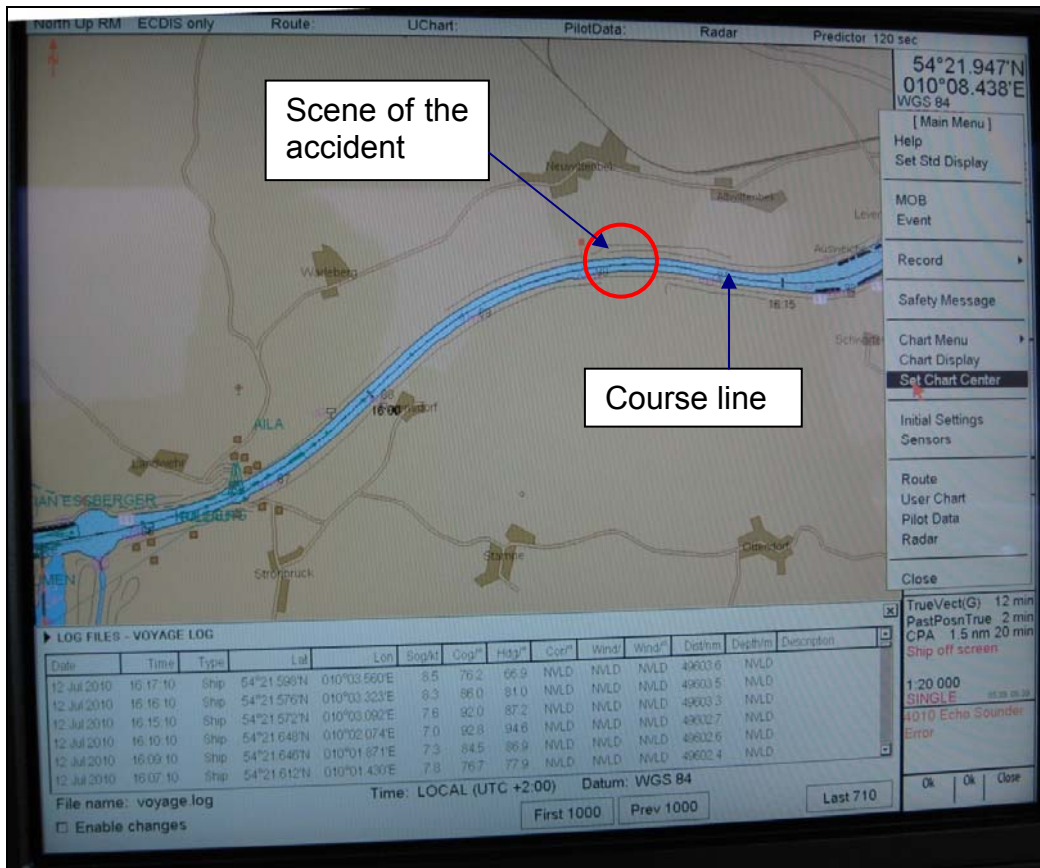 North Up RM ECDIS only Route: UChart: PilotData: Radar Predictor 120 sec
54°21.947'N
010°08.438'E
WGS 84
[ Main Menu ]
Help
Set Std Display
MOB
Event
Record
Safety Message
Chart Menu
Chart Display
Set Chart Center
Initial Settings
Sensors
Route
User Chart
Pilot Data
Radar
Close
Scene of the
accident
Neuwittenbek
Altwittenbek
Warleberg
16:15
Course line
98
16:00
AILA
Landwehr
97
Stampe
Ottendorf
TrueVect(G) 12 min
PastPosnTrue 2 min
CPA 1.5 nm 20 min
Ship off screen
1:20 000
SINGLE
4010 Echo Sounder
Error
Ok Ok Close
LOG FILES - VOYAGE LOG
Date Time Type Lat Lon Sog/kt Cog/° Hdg/° Corr° Wind/ Wind/° Dist/nm Depth/m Description
12 Jul 2010 16:17:10 Ship 54°21.598'N 010°03.560'E 8.5 76.2 66.9 NVLD NVLD NVLD 49603.6 NVLD
12 Jul 2010 16:16:10 Ship 54°21.576'N 010°03.323'E 8.3 86.0 81.0 NVLD NVLD NVLD 49603.5 NVLD
12 Jul 2010 16:15:10 Ship 54°21.572'N 010°03.092'E 7.6 92.0 87.2 NVLD NVLD NVLD 49603.3 NVLD
12 Jul 2010 16:10:10 Ship 54°21.648'N 010°02.074'E 7.0 92.8 94.6 NVLD NVLD NVLD 49602.7 NVLD
12 Jul 2010 16:09:10 Ship 54°21.646'N 010°01.871'E 7.3 84.5 86.9 NVLD NVLD NVLD 49602.6 NVLD
12 Jul 2010 16:07:10 Ship 54°21.612'N 010°01.430'E 7.8 76.7 77.9 NVLD NVLD NVLD 49602.4 NVLD
File name: voyage.log Time: LOCAL (UTC +2:00) Datum: WGS 84
First 1000 Prev 1000 Last 710
Enable changes